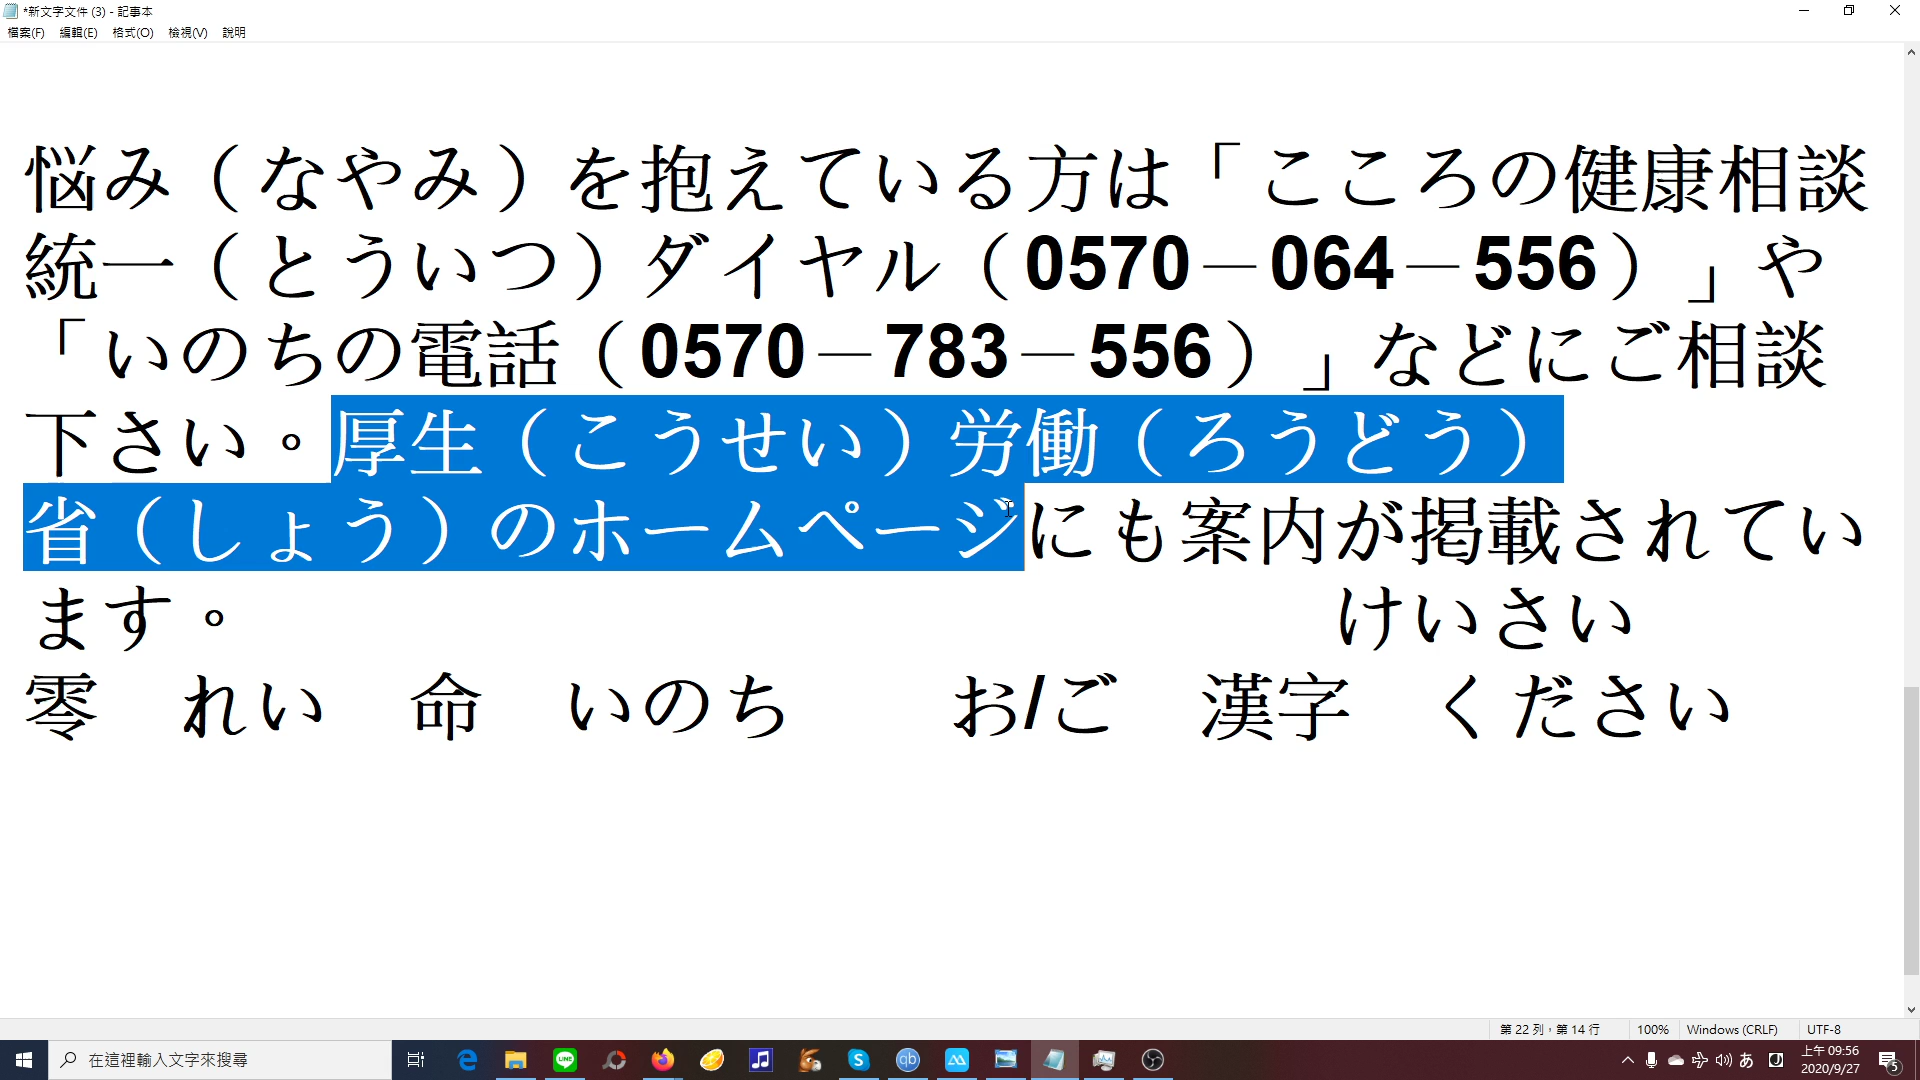 *新文字文件 (3) - 記事本
檔案(F) 編輯(E) 格式(O) 檢視(V) 說明
悩み（なやみ）を抱えている方は「こころの健康相談
統一（とういつ）ダイヤル（0570－064－556）」や
「いのちの電話（0570－783－556）」などにご相談
下さい。厚生（こうせい）労働（ろうどう）
省（しょう）のホームページにも案内が掲載されてい
ます。 けいさい
零 れい 命 いのち お/ご 漢字 ください
第 22 列，第 14 行 100% Windows (CRLF) UTF-8
在這裡輸入文字來搜尋
LINE
S
qb
あ
上午 09:56
2020/9/27
5